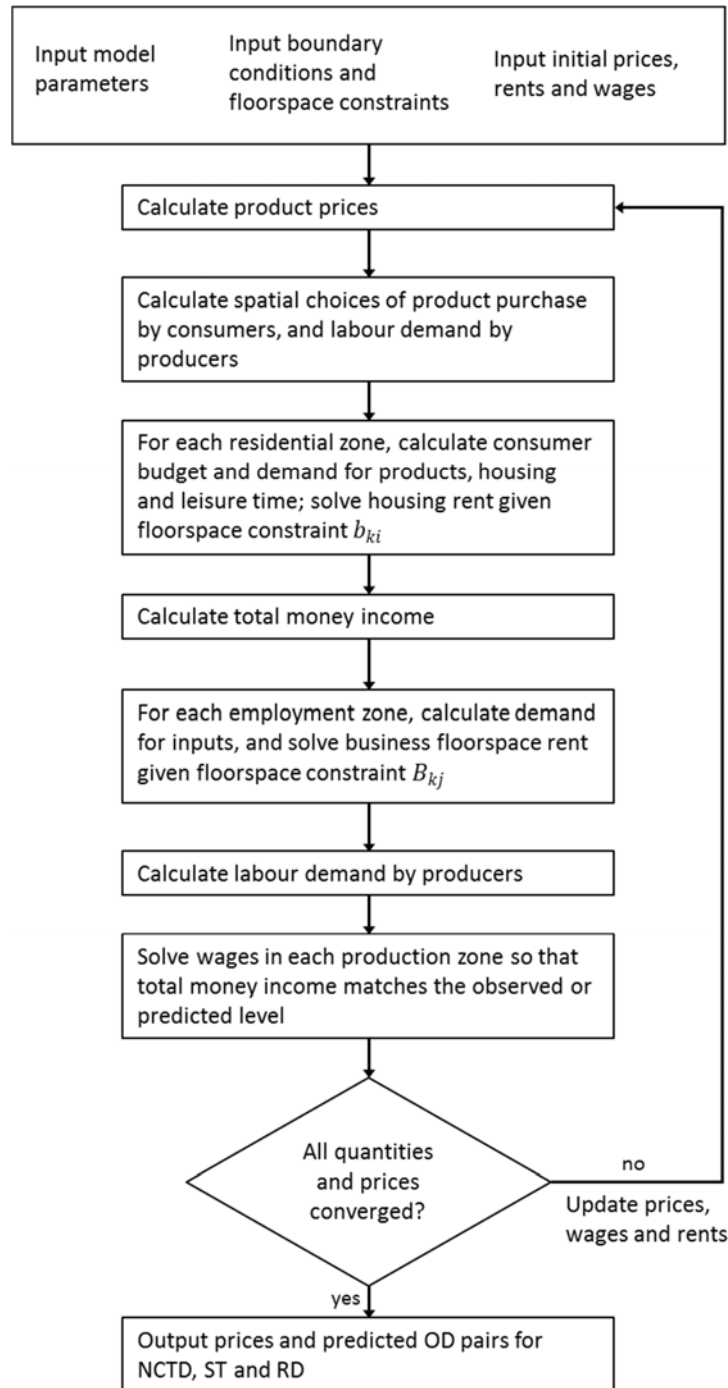 Input model
parameters
Input boundary
conditions and
floorspace constraints
Input initial prices,
rents and wages
Calculate product prices
Calculate spatial choices of product purchase
by consumers, and labour demand by
producers
For each residential zone, calculate consumer
budget and demand for products, housing
and leisure time; solve housing rent given
floorspace constraint b_{ki}
Calculate total money income
For each employment zone, calculate demand
for inputs, and solve business floorspace rent
given floorspace constraint B_{kj}
Calculate labour demand by producers
Solve wages in each production zone so that
total money income matches the observed or
predicted level
All quantities
and prices
converged?
no
Update prices,
wages and rents
yes
Output prices and predicted OD pairs for
NCTD, ST and RD